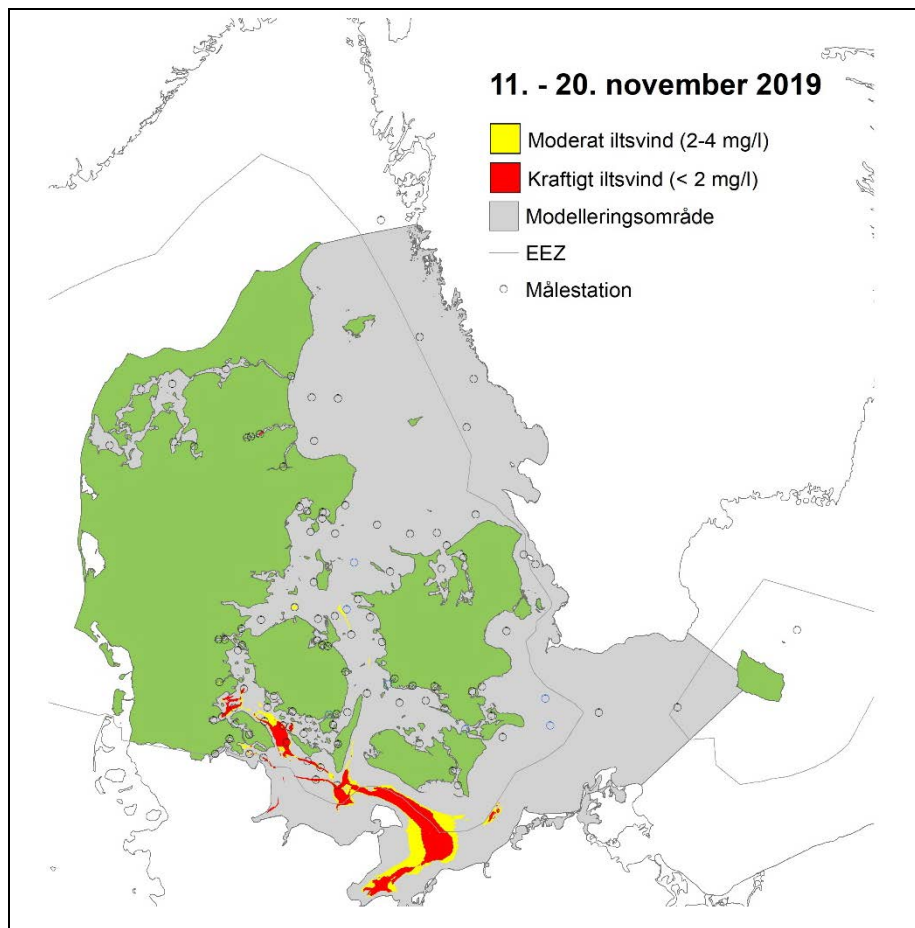 11. - 20. november 2019
Moderat iltsvind (2-4 mg/l)
Kraftigt iltsvind (< 2 mg/l)
Modelleringsområde
EEZ
Målestation